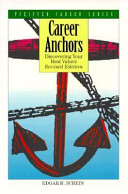 PFEIFFER CAREER SERIES
Career
Anchors
Discovering Your
Real Values
Revised Edition
EDGAR H. SCHEIN